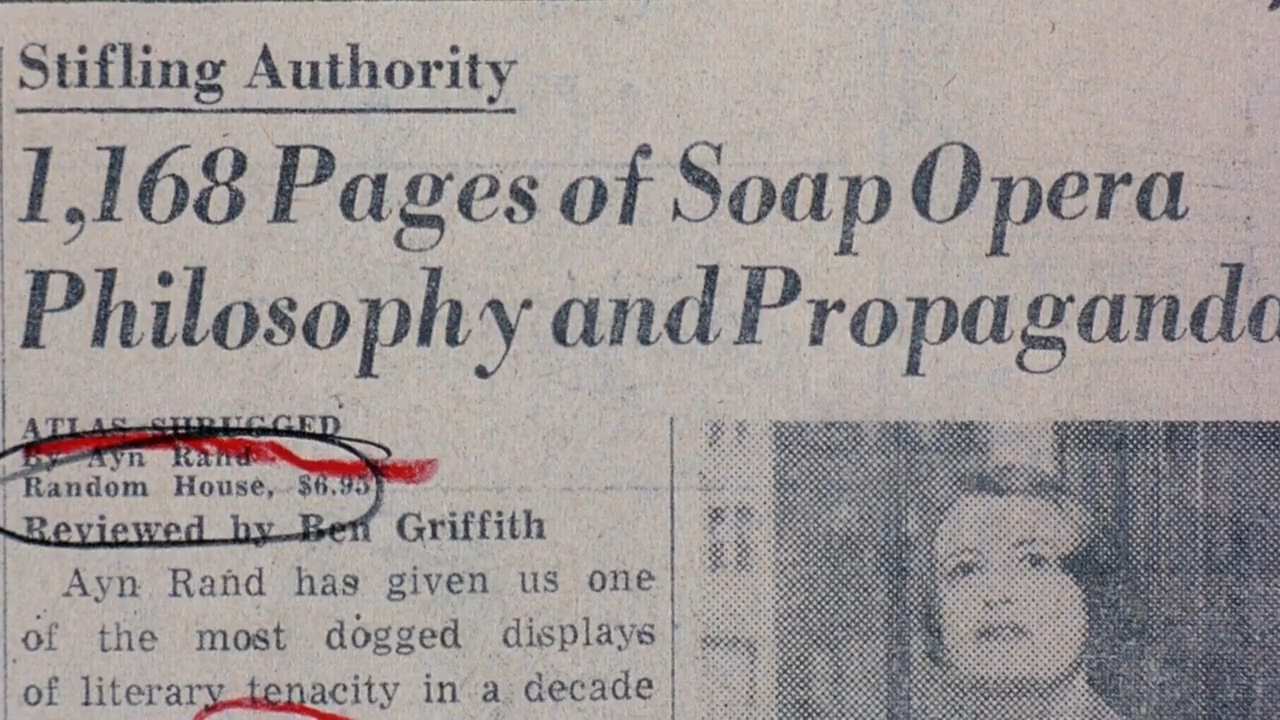 Stifling Authority
1,168 Pages of Soap Opera
Philosophy and Propaganda
ATLAS SHRUGGED
By Ayn Rand
Random House, $6.95
Reviewed by Ben Griffith
Ayn Rand has given us one
of the most dogged displays
of literary tenacity in a decade